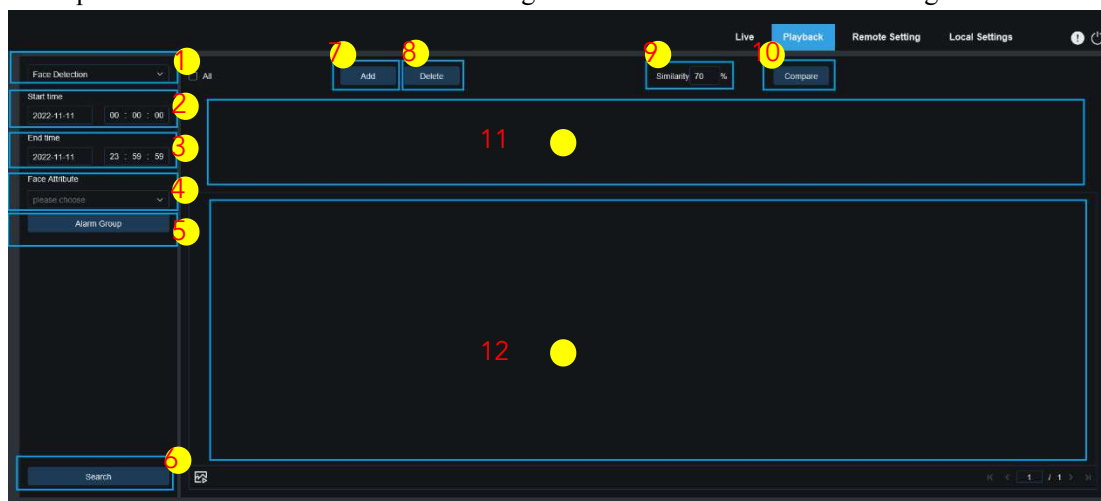 Live Playback Remote Setting Local Settings
7 8 9 10
1 Face Detection All Add Delete Similarity 70 % Compare
Start time
2 2022-11-11 00 : 00 : 00
End time
3 2022-11-11 23 : 59 : 59
11
Face Attribute
4 please choose
5 Alarm Group
12
6 Search
1 / 1